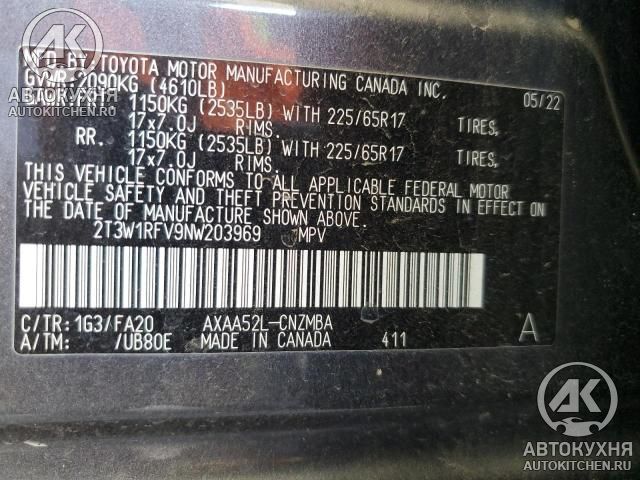 MFD BY TOYOTA MOTOR MANUFACTURING CANADA INC.
GVWR 2090KG (4610LB) 05/22
1150KG (2535LB) WITH 225/65R17 TIRES,
17x7.0J RIMS,
RR. 1150KG (2535LB) WITH 225/65R17 TIRES,
17x7.0J RIMS.
THIS VEHICLE CONFORMS TO ALL APPLICABLE FEDERAL MOTOR
VEHICLE SAFETY AND THEFT PREVENTION STANDARDS IN EFFECT ON
THE DATE OF MANUFACTURE SHOWN ABOVE.
2T3W1RFV9NW203969 MPV
C/TR: 1G3/FA20 AXAA52L-CNZMBA A
A/TM: /UB80E MADE IN CANADA 411
АВТОКУХНЯ
AUTOKITCHEN.RU
АК
АВТОКУХНЯ
AUTOKITCHEN.RU